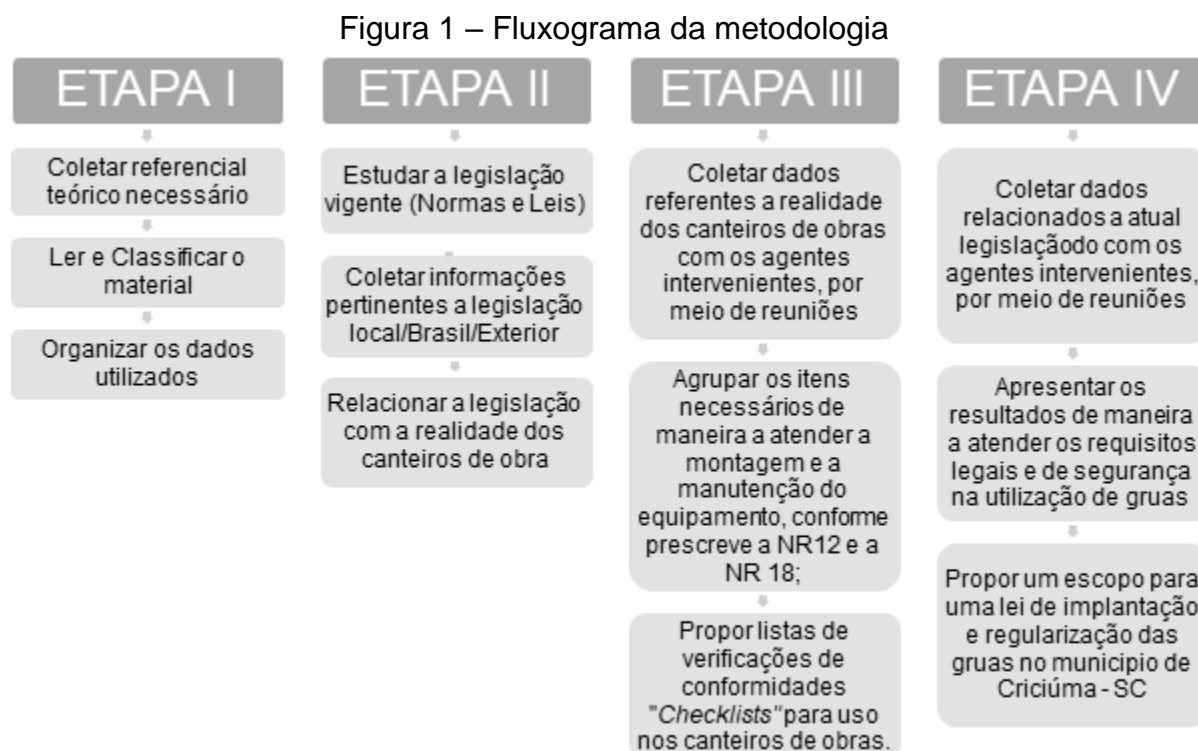 Figura 1 – Fluxograma da metodologia
ETAPA I
Coletar referencial
teórico necessário
Ler e Classificar o
material
Organizar os dados
utilizados
ETAPA II
Estudar a legislação
vigente (Normas e Leis)
Coletar informações
pertinentes a legislação
local/Brasil/Exterior
Relacionar a legislação
com a realidade dos
canteiros de obra
ETAPA III
Coletar dados
referentes a realidade
dos canteiros de obras
com os agentes
intervenientes, por
meio de reuniões
Agrupar os itens
necessários de
maneira a atender a
montagem e a
manutenção do
equipamento, conforme
prescreve a NR12 e a
NR 18;
Propor listas de
verificações de
conformidades
"Checklists" para uso
nos canteiros de obras.
ETAPA IV
Coletar dados
relacionados a atual
legislaçãodo com os
agentes intervenientes,
por meio de reuniões
Apresentar os
resultados de maneira
a atender os requisitos
legais e de segurança
na utilização de gruas
Propor um escopo para
uma lei de implantação
e regularização das
gruas no municipio de
Criciúma - SC